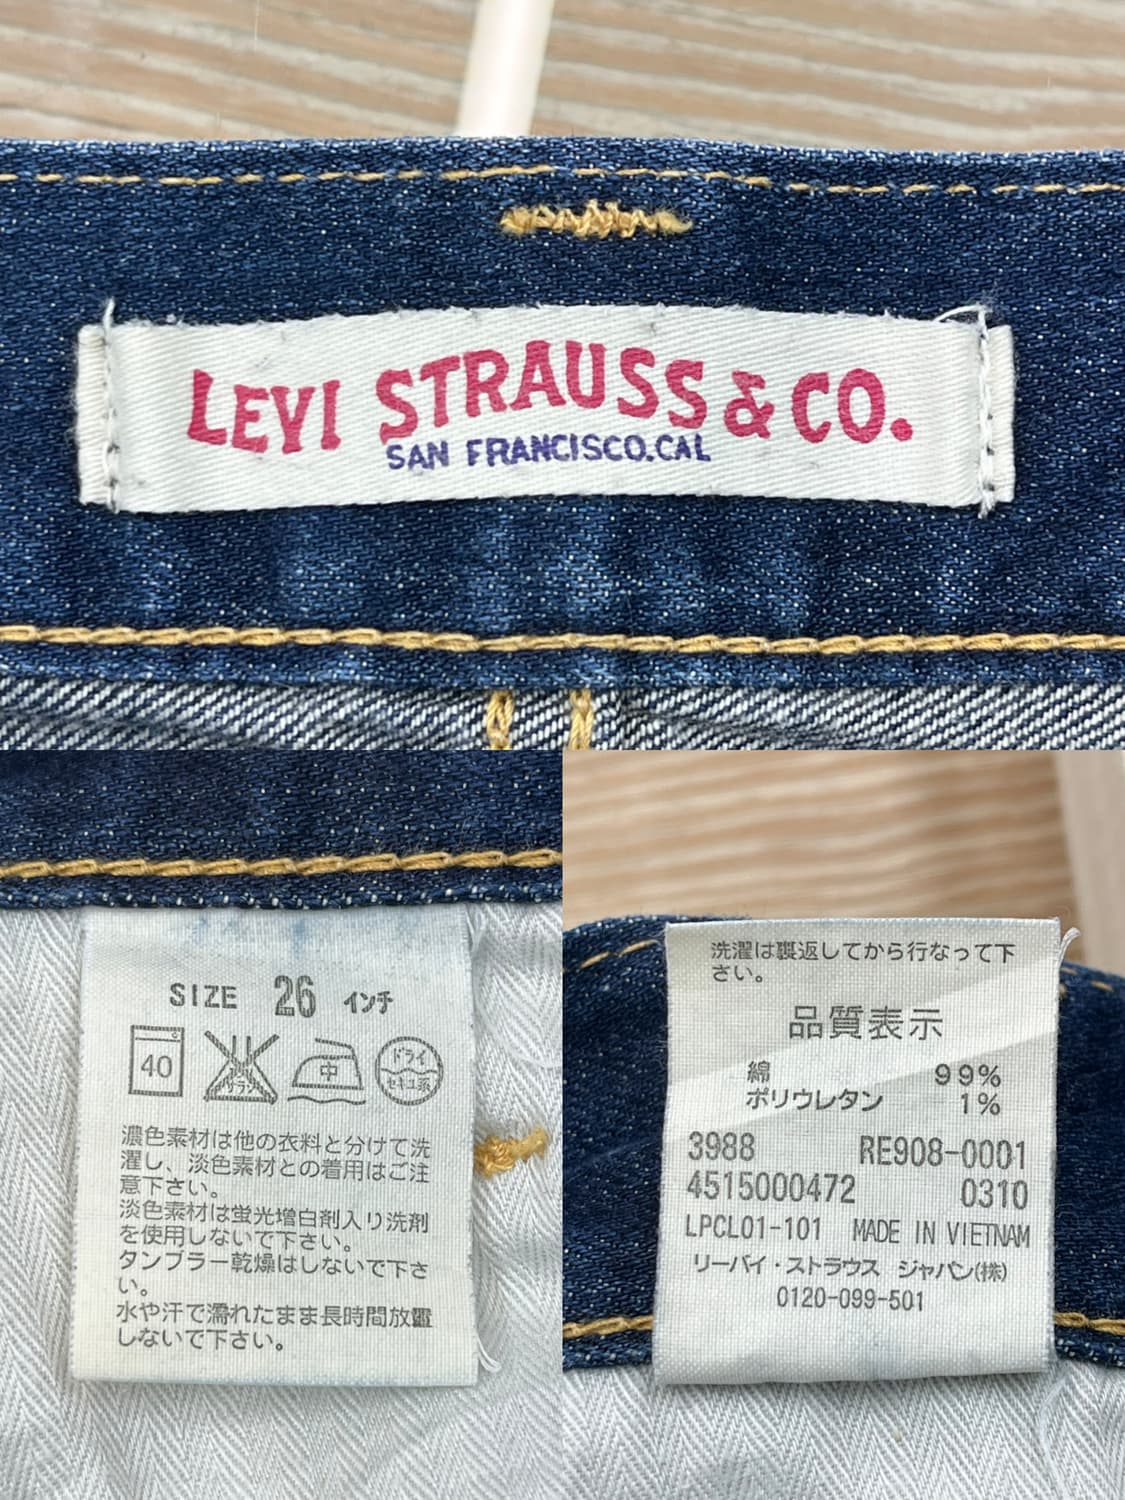 LEVI STRAUSS & CO.
SAN FRANCISCO.CAL
SIZE 26 インチ
40
サラシ
中
ドライ
セキユ系
濃色素材は他の衣料と分けて洗
濯し、淡色素材との着用はご注
意下さい。
淡色素材は蛍光増白剤入り洗剤
を使用しないで下さい。
タンブラー乾燥はしないで下さ
い。
水や汗で濡れたまま長時間放置
しないで下さい。
洗濯は裏返してから行なって下
さい。
品質表示
綿 99%
ポリウレタン 1%
3988 RE908-0001
4515000472 0310
LPCL01-101 MADE IN VIETNAM
リーバイ・ストラウス ジャパン(株)
0120-099-501